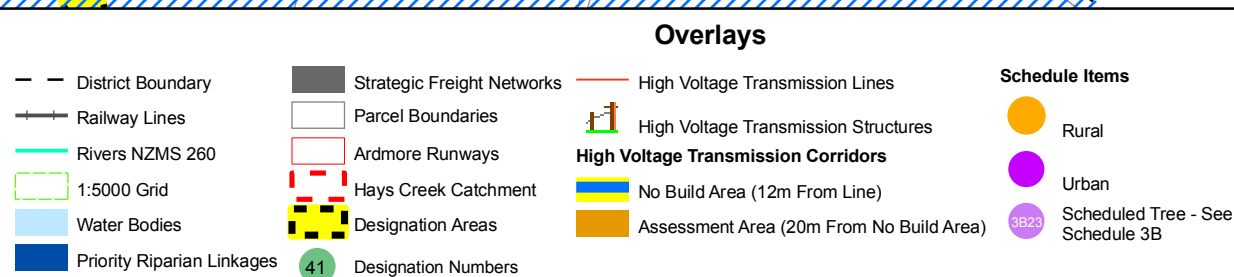 Overlays
District Boundary
Railway Lines
Rivers NZMS 260
1:5000 Grid
Water Bodies
Priority Riparian Linkages
Strategic Freight Networks
Parcel Boundaries
Ardmore Runways
Hays Creek Catchment
Designation Areas
41 Designation Numbers
High Voltage Transmission Lines
High Voltage Transmission Structures
High Voltage Transmission Corridors
No Build Area (12m From Line)
Assessment Area (20m From No Build Area)
Schedule Items
Rural
Urban
3B23 Scheduled Tree - See
Schedule 3B